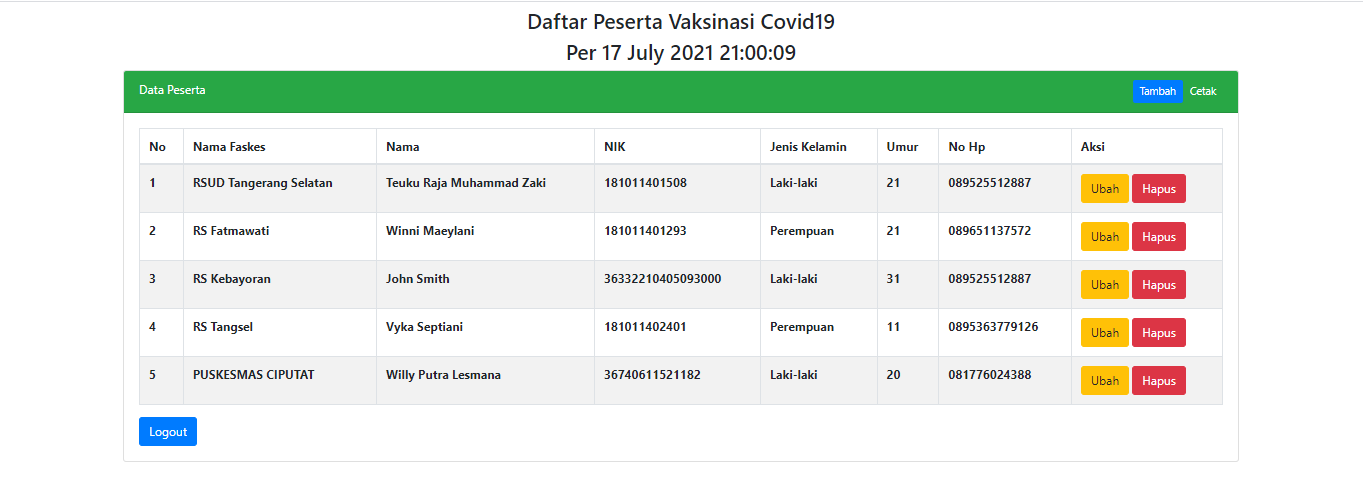 Daftar Peserta Vaksinasi Covid19
Per 17 July 2021 21:00:09
Data Peserta Tambah Cetak
No Nama Faskes Nama NIK Jenis Kelamin Umur No Hp Aksi
1 RSUD Tangerang Selatan Teuku Raja Muhammad Zaki 181011401508 Laki-laki 21 089525512887 Ubah Hapus
2 RS Fatmawati Winni Maeylani 181011401293 Perempuan 21 089651137572 Ubah Hapus
3 RS Kebayoran John Smith 36332210405093000 Laki-laki 31 089525512887 Ubah Hapus
4 RS Tangsel Vyka Septiani 181011402401 Perempuan 11 0895363779126 Ubah Hapus
5 PUSKESMAS CIPUTAT Willy Putra Lesmana 36740611521182 Laki-laki 20 081776024388 Ubah Hapus
Logout